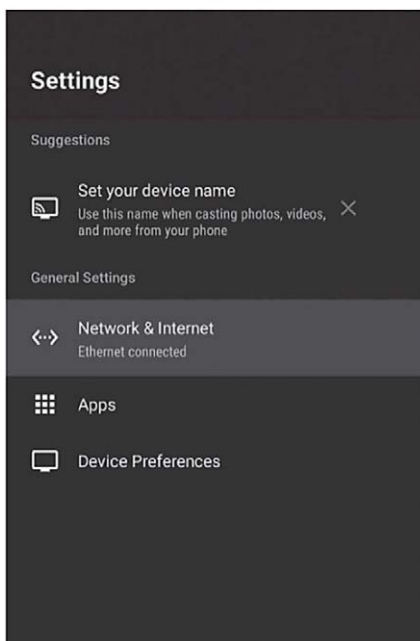 Settings
Suggestions
Set your device name
Use this name when casting photos, videos,
and more from your phone
General Settings
Network & Internet
Ethernet connected
Apps
Device Preferences